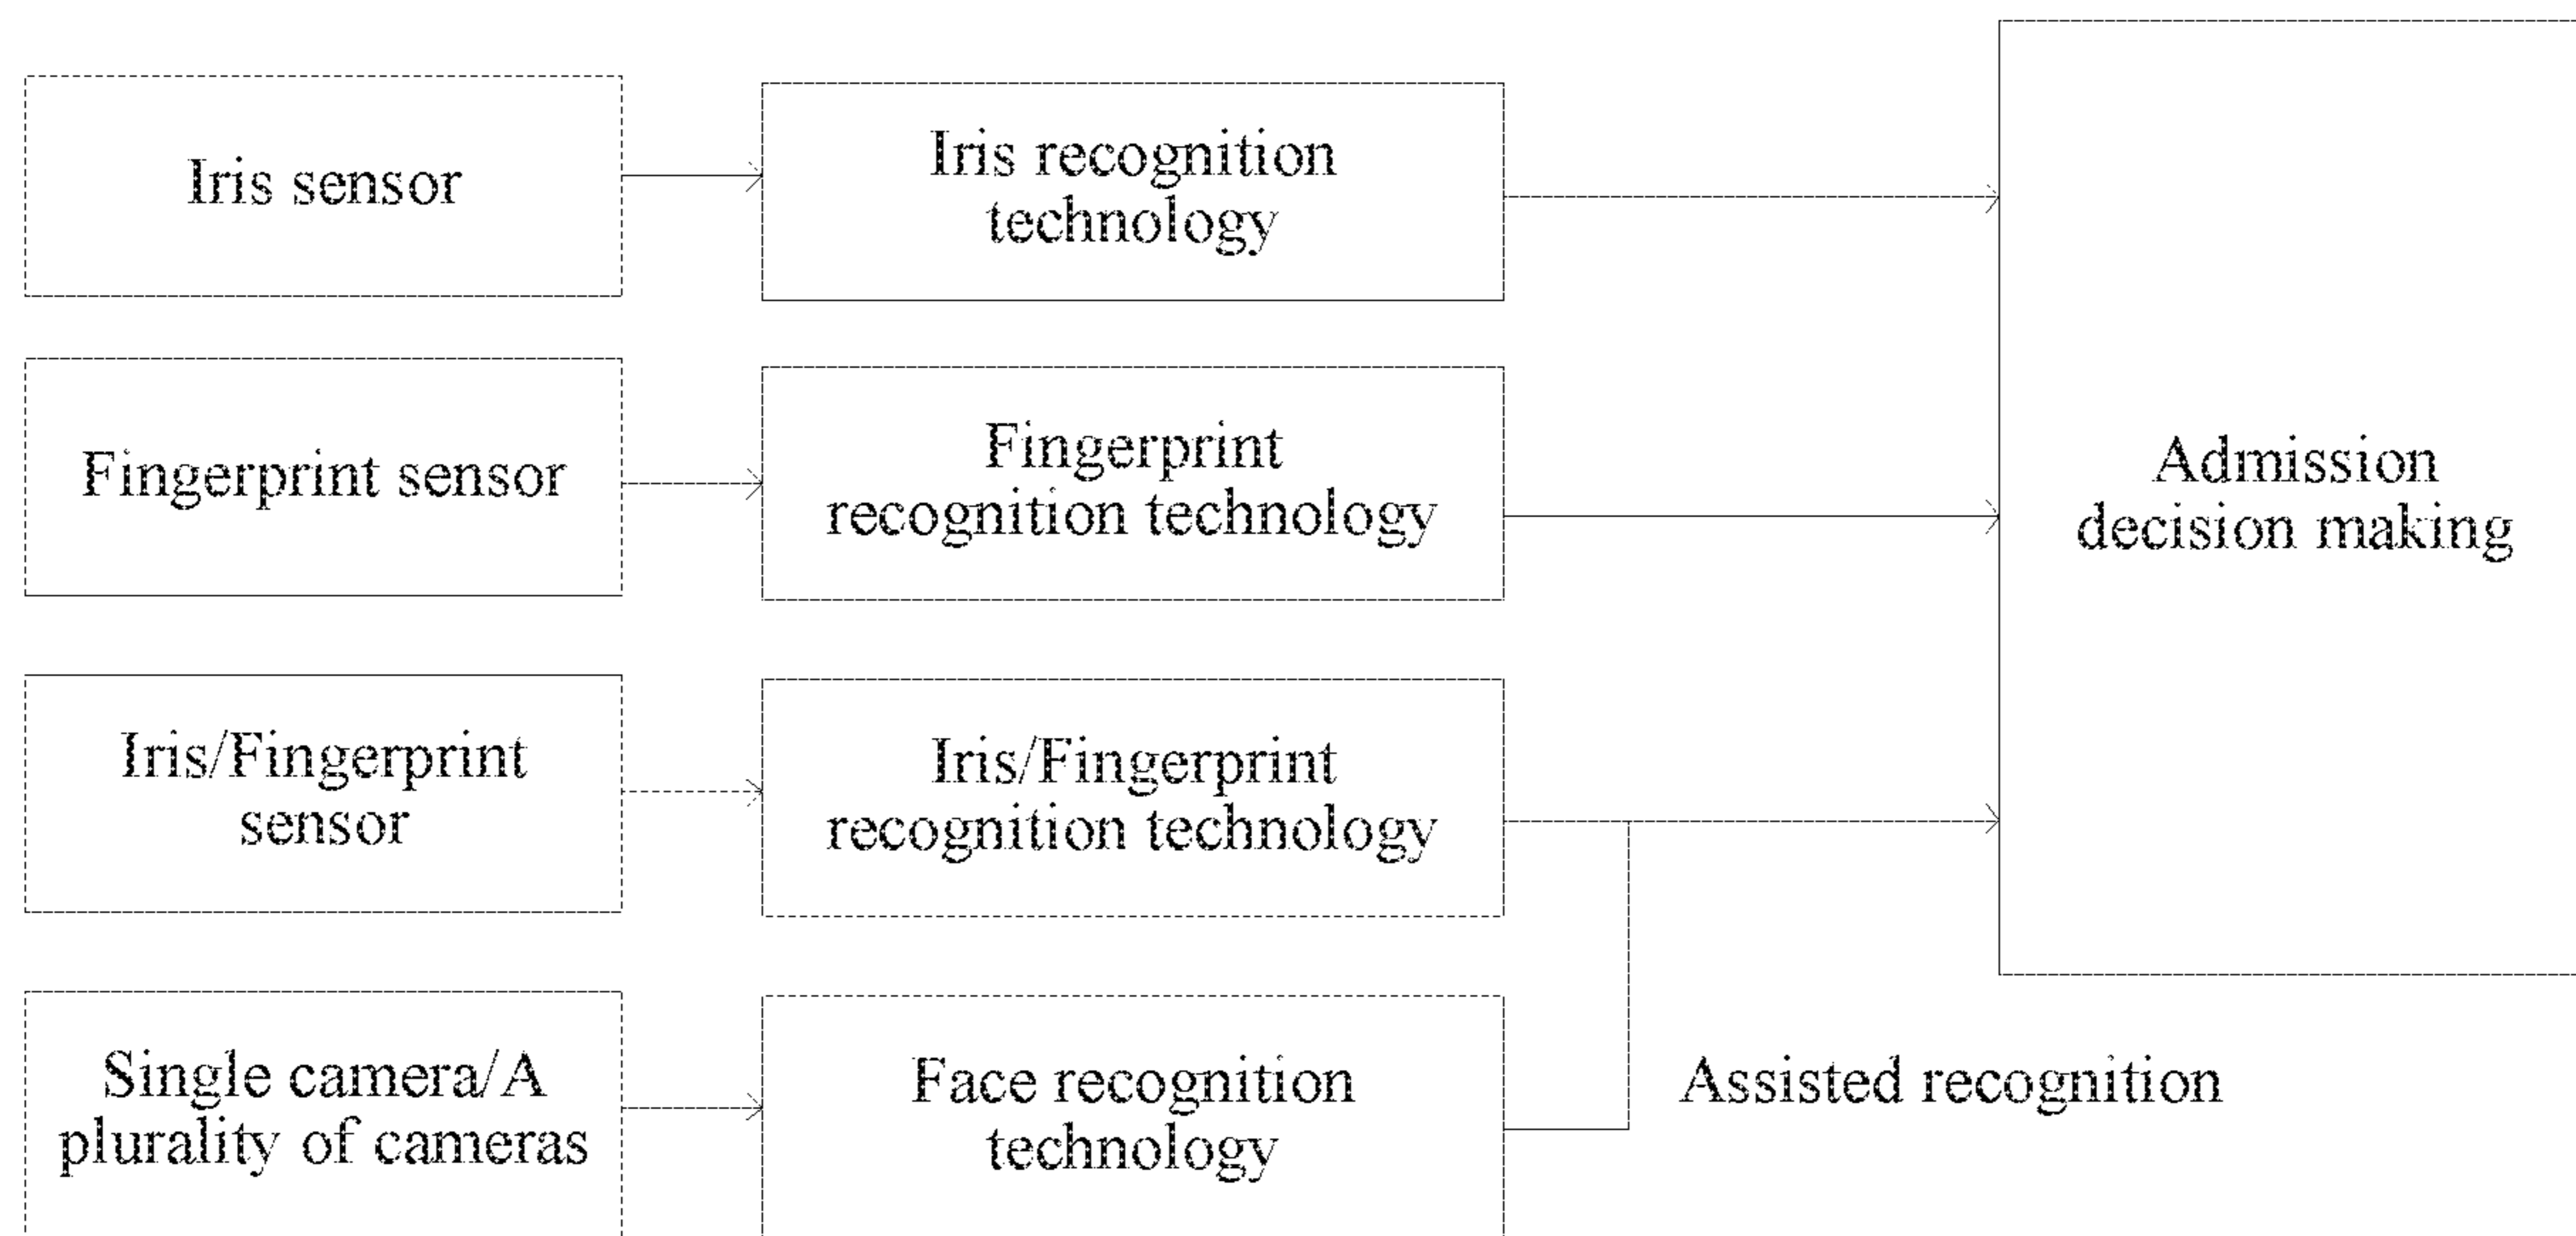 Iris sensor
Iris recognition
technology
Fingerprint sensor
Fingerprint
recognition technology
Admission
decision making
Iris/Fingerprint
sensor
Iris/Fingerprint
recognition technology
Single camera/A
plurality of cameras
Face recognition
technology
Assisted recognition